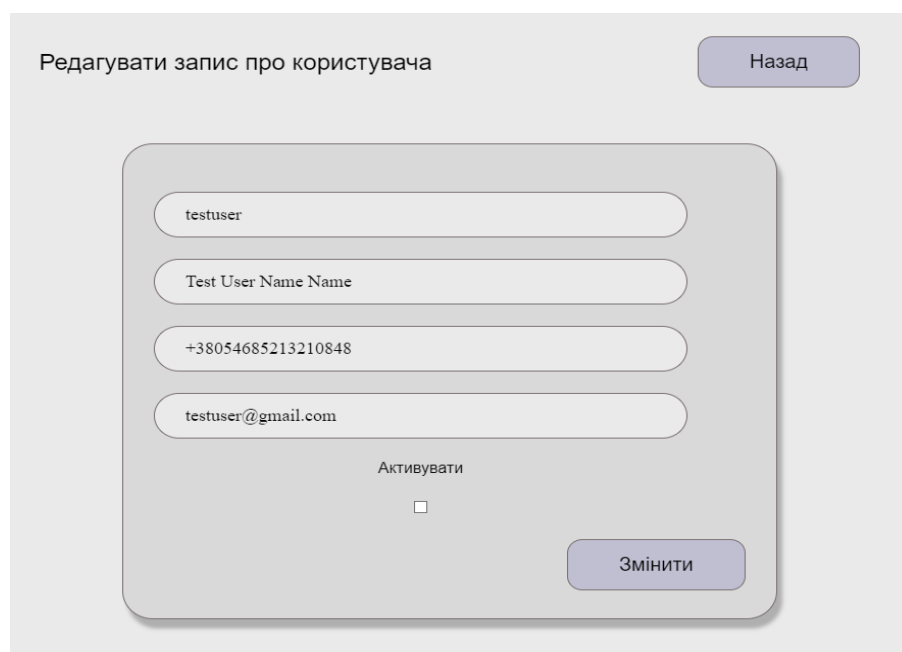 Редагувати запис про користувача
Назад
testuser
Test User Name Name
+38054685213210848
testuser@gmail.com
Активувати
Змінити